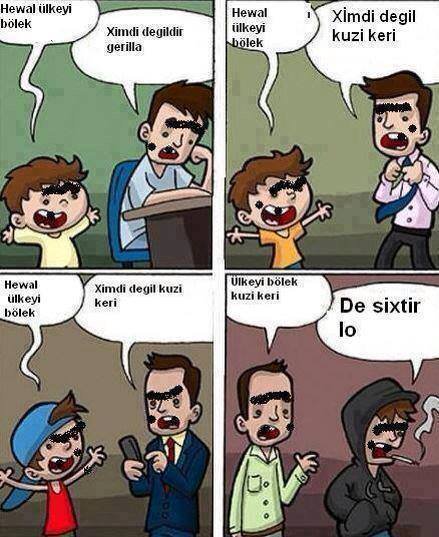 Hewal ülkeyi
bölek
Ximdi degildir
gerilla
Hewal
ülkeyi
bölek
Xİmdi degil
kuzi keri
Hewal
ülkeyi
bölek
Ximdi degil kuzi
keri
Ülkeyi bölek
kuzi keri
De sixtir
lo